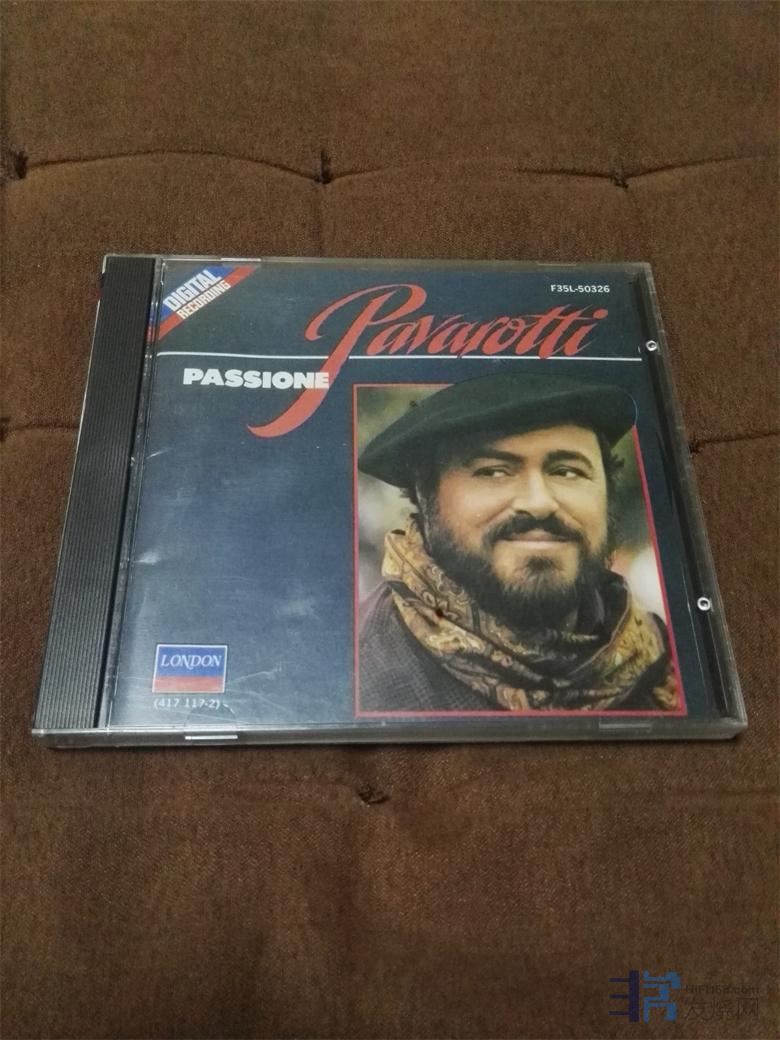 DIGITAL
RECORDING
F35L-50326
Pavarotti
PASSIONE
LONDON
(417 117-2)
HIFI168.com
发烧网